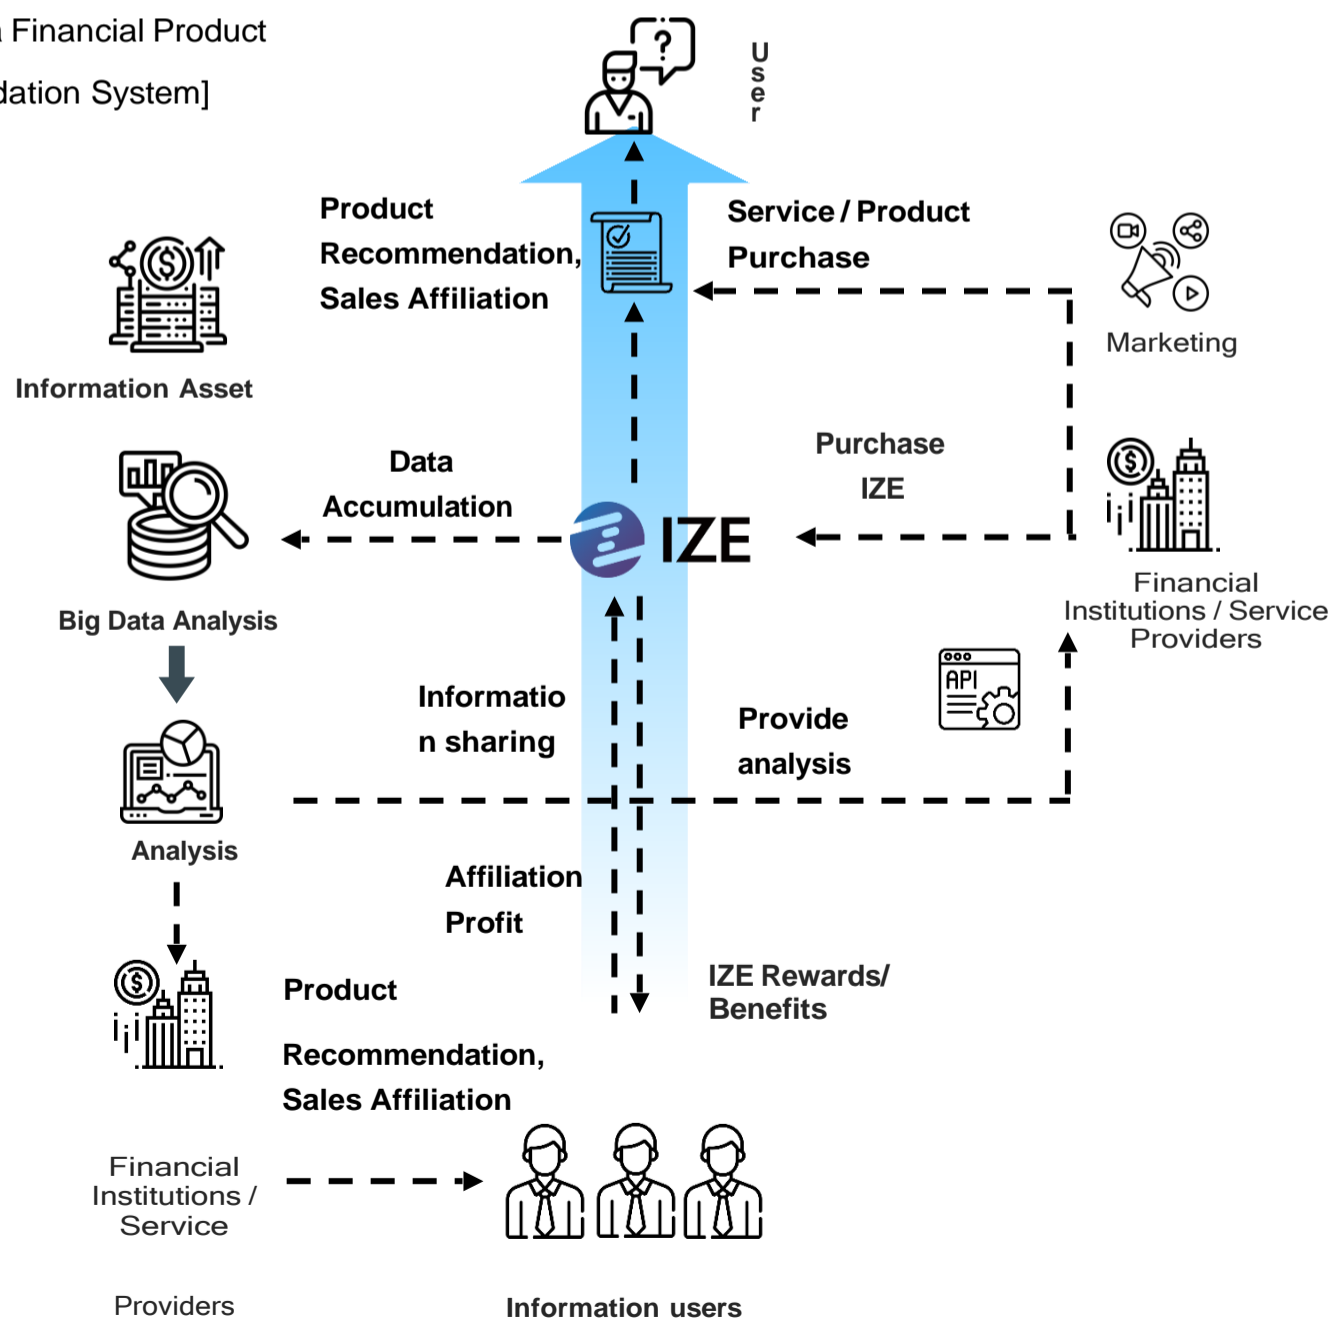 Financial Product
dation System]
User
Product
Recommendation,
Sales Affiliation
Service / Product
Purchase
Marketing
Information Asset
Data
Accumulation
Purchase
IZE
IZE
Financial
Institutions / Service
Providers
Big Data Analysis
API
Informatio
n sharing
Provide
analysis
Analysis
Affiliation
Profit
IZE Rewards/
Benefits
Product
Recommendation,
Sales Affiliation
Financial
Institutions /
Service
Providers
Information users